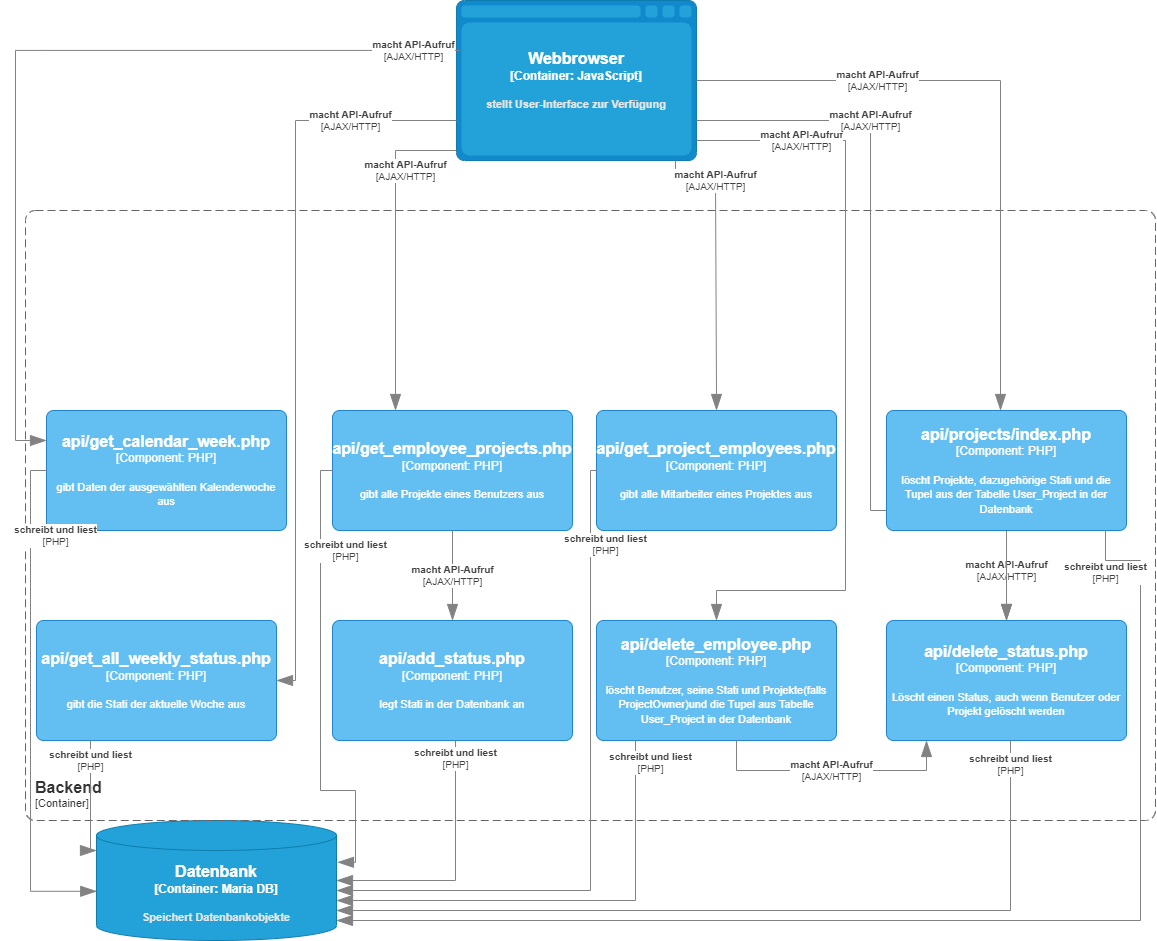 Webbrowser
[Container: JavaScript]
stellt User-Interface zur Verfügung
macht API-Aufruf
[AJAX/HTTP]
macht API-Aufruf
[AJAX/HTTP]
macht API-Aufruf
[AJAX/HTTP]
macht API-Aufruf
[AJAX/HTTP]
macht API-Aufruf
[AJAX/HTTP]
macht API-Aufruf
[AJAX/HTTP]
macht API-Aufruf
[AJAX/HTTP]
api/get_calendar_week.php
[Component: PHP]
gibt Daten der ausgewählten Kalenderwoche
aus
api/get_employee_projects.php
[Component: PHP]
gibt alle Projekte eines Benutzers aus
api/get_project_employees.php
[Component: PHP]
gibt alle Mitarbeiter eines Projektes aus
api/projects/index.php
[Component: PHP]
löscht Projekte, dazugehörige Stati und die
Tupel aus der Tabelle User_Project in der
Datenbank
schreibt und liest
[PHP]
schreibt und liest
[PHP]
macht API-Aufruf
[AJAX/HTTP]
schreibt und liest
[PHP]
macht API-Aufruf
[AJAX/HTTP]
schreibt und liest
[PHP]
api/get_all_weekly_status.php
[Component: PHP]
gibt die Stati der aktuelle Woche aus
api/add_status.php
[Component: PHP]
legt Stati in der Datenbank an
api/delete_employee.php
[Component: PHP]
löscht Benutzer, seine Stati und Projekte(falls
ProjectOwner)und die Tupel aus Tabelle
User_Project in der Datenbank
api/delete_status.php
[Component: PHP]
Löscht einen Status, auch wenn Benutzer oder
Projekt gelöscht werden
schreibt und liest
[PHP]
schreibt und liest
[PHP]
schreibt und liest
[PHP]
macht API-Aufruf
[AJAX/HTTP]
schreibt und liest
[PHP]
Backend
[Container]
Datenbank
[Container: Maria DB]
Speichert Datenbankobjekte